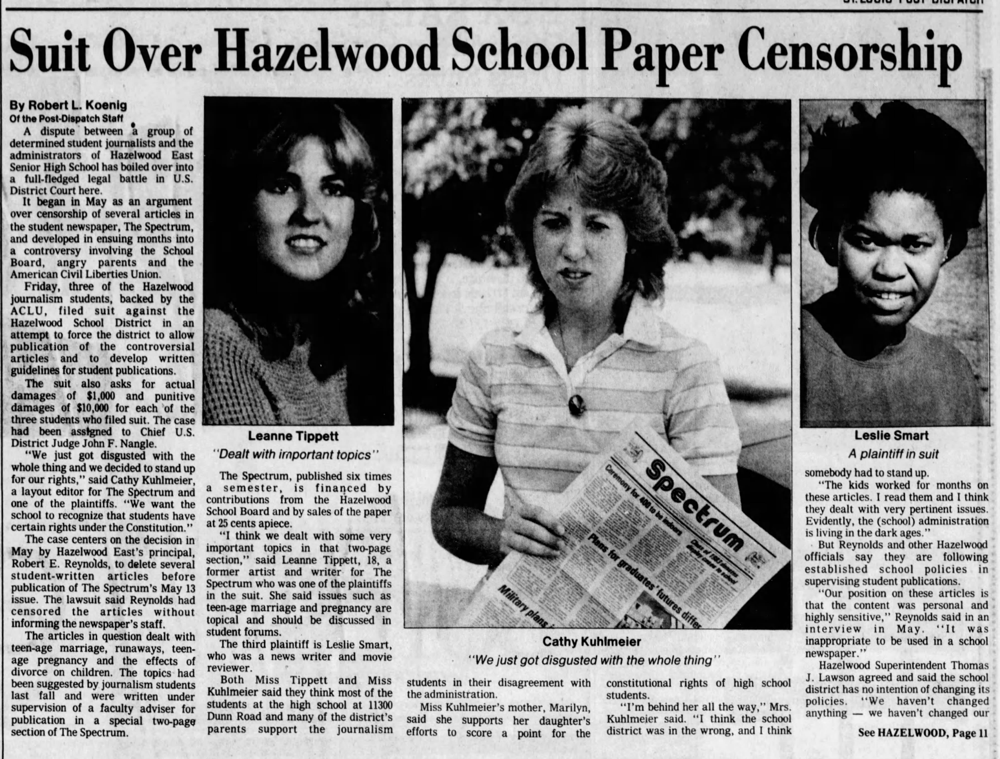 ST. LOUIS POST-DISPATCH
Suit Over Hazelwood School Paper Censorship
By Robert L. Koenig
Of the Post-Dispatch Staff
A dispute between a group of
determined student journalists and the
administrators of Hazelwood East
Senior High School has boiled over into
a full-fledged legal battle in U.S.
District Court here.
It began in May as an argument
over censorship of several articles in
the student newspaper, The Spectrum,
and developed in ensuing months into
a controversy involving the School
Board, angry parents and the
American Civil Liberties Union.
Friday, three of the Hazelwood
journalism students, backed by the
ACLU, filed suit against the
Hazelwood School District in an
attempt to force the district to allow
publication of the controversial
articles and to develop written
guidelines for student publications.
The suit also asks for actual
damages of $1,000 and punitive
damages of $10,000 for each of the
three students who filed suit. The case
had been assigned to Chief U.S.
District Judge John F. Nangle.
"We just got disgusted with the
whole thing and we decided to stand up
for our rights," said Cathy Kuhlmeier,
a layout editor for The Spectrum and
one of the plaintiffs. "We want the
school to recognize that students have
certain rights under the Constitution."
The case centers on the decision in
May by Hazelwood East's principal,
Robert E. Reynolds, to delete several
student-written articles before
publication of The Spectrum's May 13
issue. The lawsuit said Reynolds had
censored the articles without
informing the newspaper's staff.
The articles in question dealt with
teen-age marriage, runaways, teen-
age pregnancy and the effects of
divorce on children. The topics had
been suggested by journalism students
last fall and were written under
supervision of a faculty adviser for
publication in a special two-page
section of The Spectrum.
Leanne Tippett
"Dealt with important topics"
The Spectrum, published six times
a semester, is financed by
contributions from the Hazelwood
School Board and by sales of the paper
at 25 cents apiece.
"I think we dealt with some very
important topics in that two-page
section," said Leanne Tippett, 18, a
former artist and writer for The
Spectrum who was one of the plaintiffs
in the suit. She said issues such as
teen-age marriage and pregnancy are
topical and should be discussed in
student forums.
The third plaintiff is Leslie Smart,
who was a news writer and movie
reviewer.
Both Miss Tippett and Miss
Kuhlmeier said they think most of the
students at the high school at 11300
Dunn Road and many of the district's
parents support the journalism
Spectrum
Ceremony for 400 to be indoors
Class of 1983 donates
display center to school
Plans for graduates' futures differ
Military plans
Cathy Kuhlmeier
"We just got disgusted with the whole thing"
students in their disagreement with
the administration.
Miss Kuhlmeier's mother, Marilyn,
said she supports her daughter's
efforts to score a point for the
constitutional rights of high school
students.
"I'm behind her all the way," Mrs.
Kuhlmeier said. "I think the school
district was in the wrong, and I think
Leslie Smart
A plaintiff in suit
somebody had to stand up.
"The kids worked for months on
these articles. I read them and I think
they dealt with very pertinent issues.
Evidently, the (school) administration
is living in the dark ages."
But Reynolds and other Hazelwood
officials say they are following
established school policies in
supervising student publications.
"Our position on these articles is
that the content was personal and
highly sensitive," Reynolds said in an
interview in May. "It was
inappropriate to be used in a school
newspaper."
Hazelwood Superintendent Thomas
J. Lawson agreed and said the school
district has no intention of changing its
policies. "We haven't changed
anything — we haven't changed our
See HAZELWOOD, Page 11